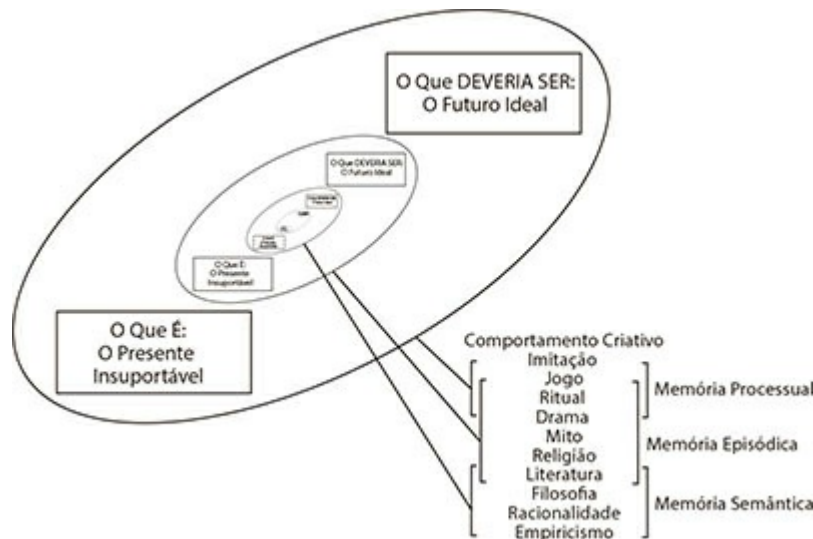 O Que DEVERIA SER:
O Futuro Ideal
O Que DEVERIA SER:
O Futuro Ideal
O Que É:
O Presente
Insuportável
O Que É:
O Presente
Insuportável
Comportamento Criativo
Imitação
Jogo
Ritual
Drama
Mito
Religião
Literatura
Filosofia
Racionalidade
Empiricismo
Memória Processual
Memória Episódica
Memória Semântica